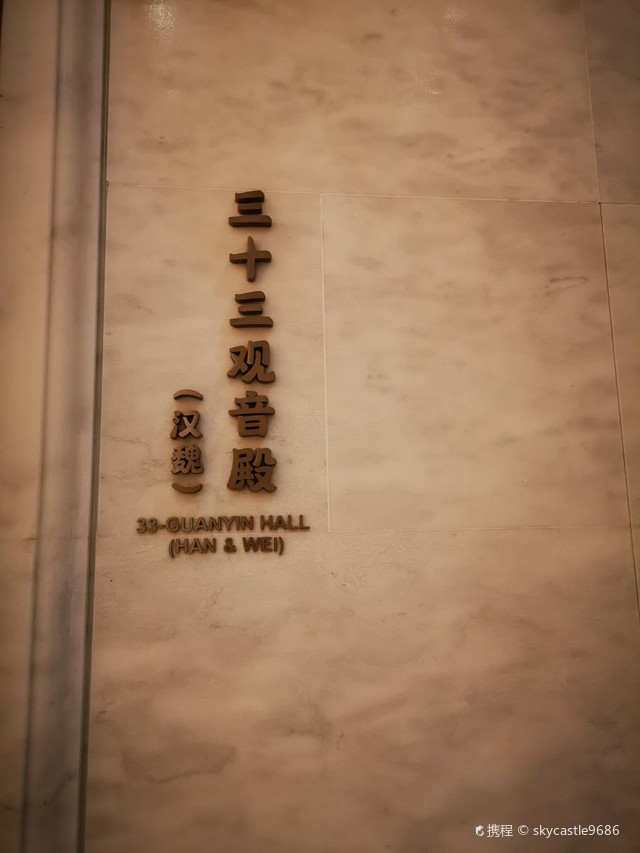 三十三观音殿
（汉魏）
33-GUANYIN HALL
(HAN & WEI)
携程 © skycastle9686